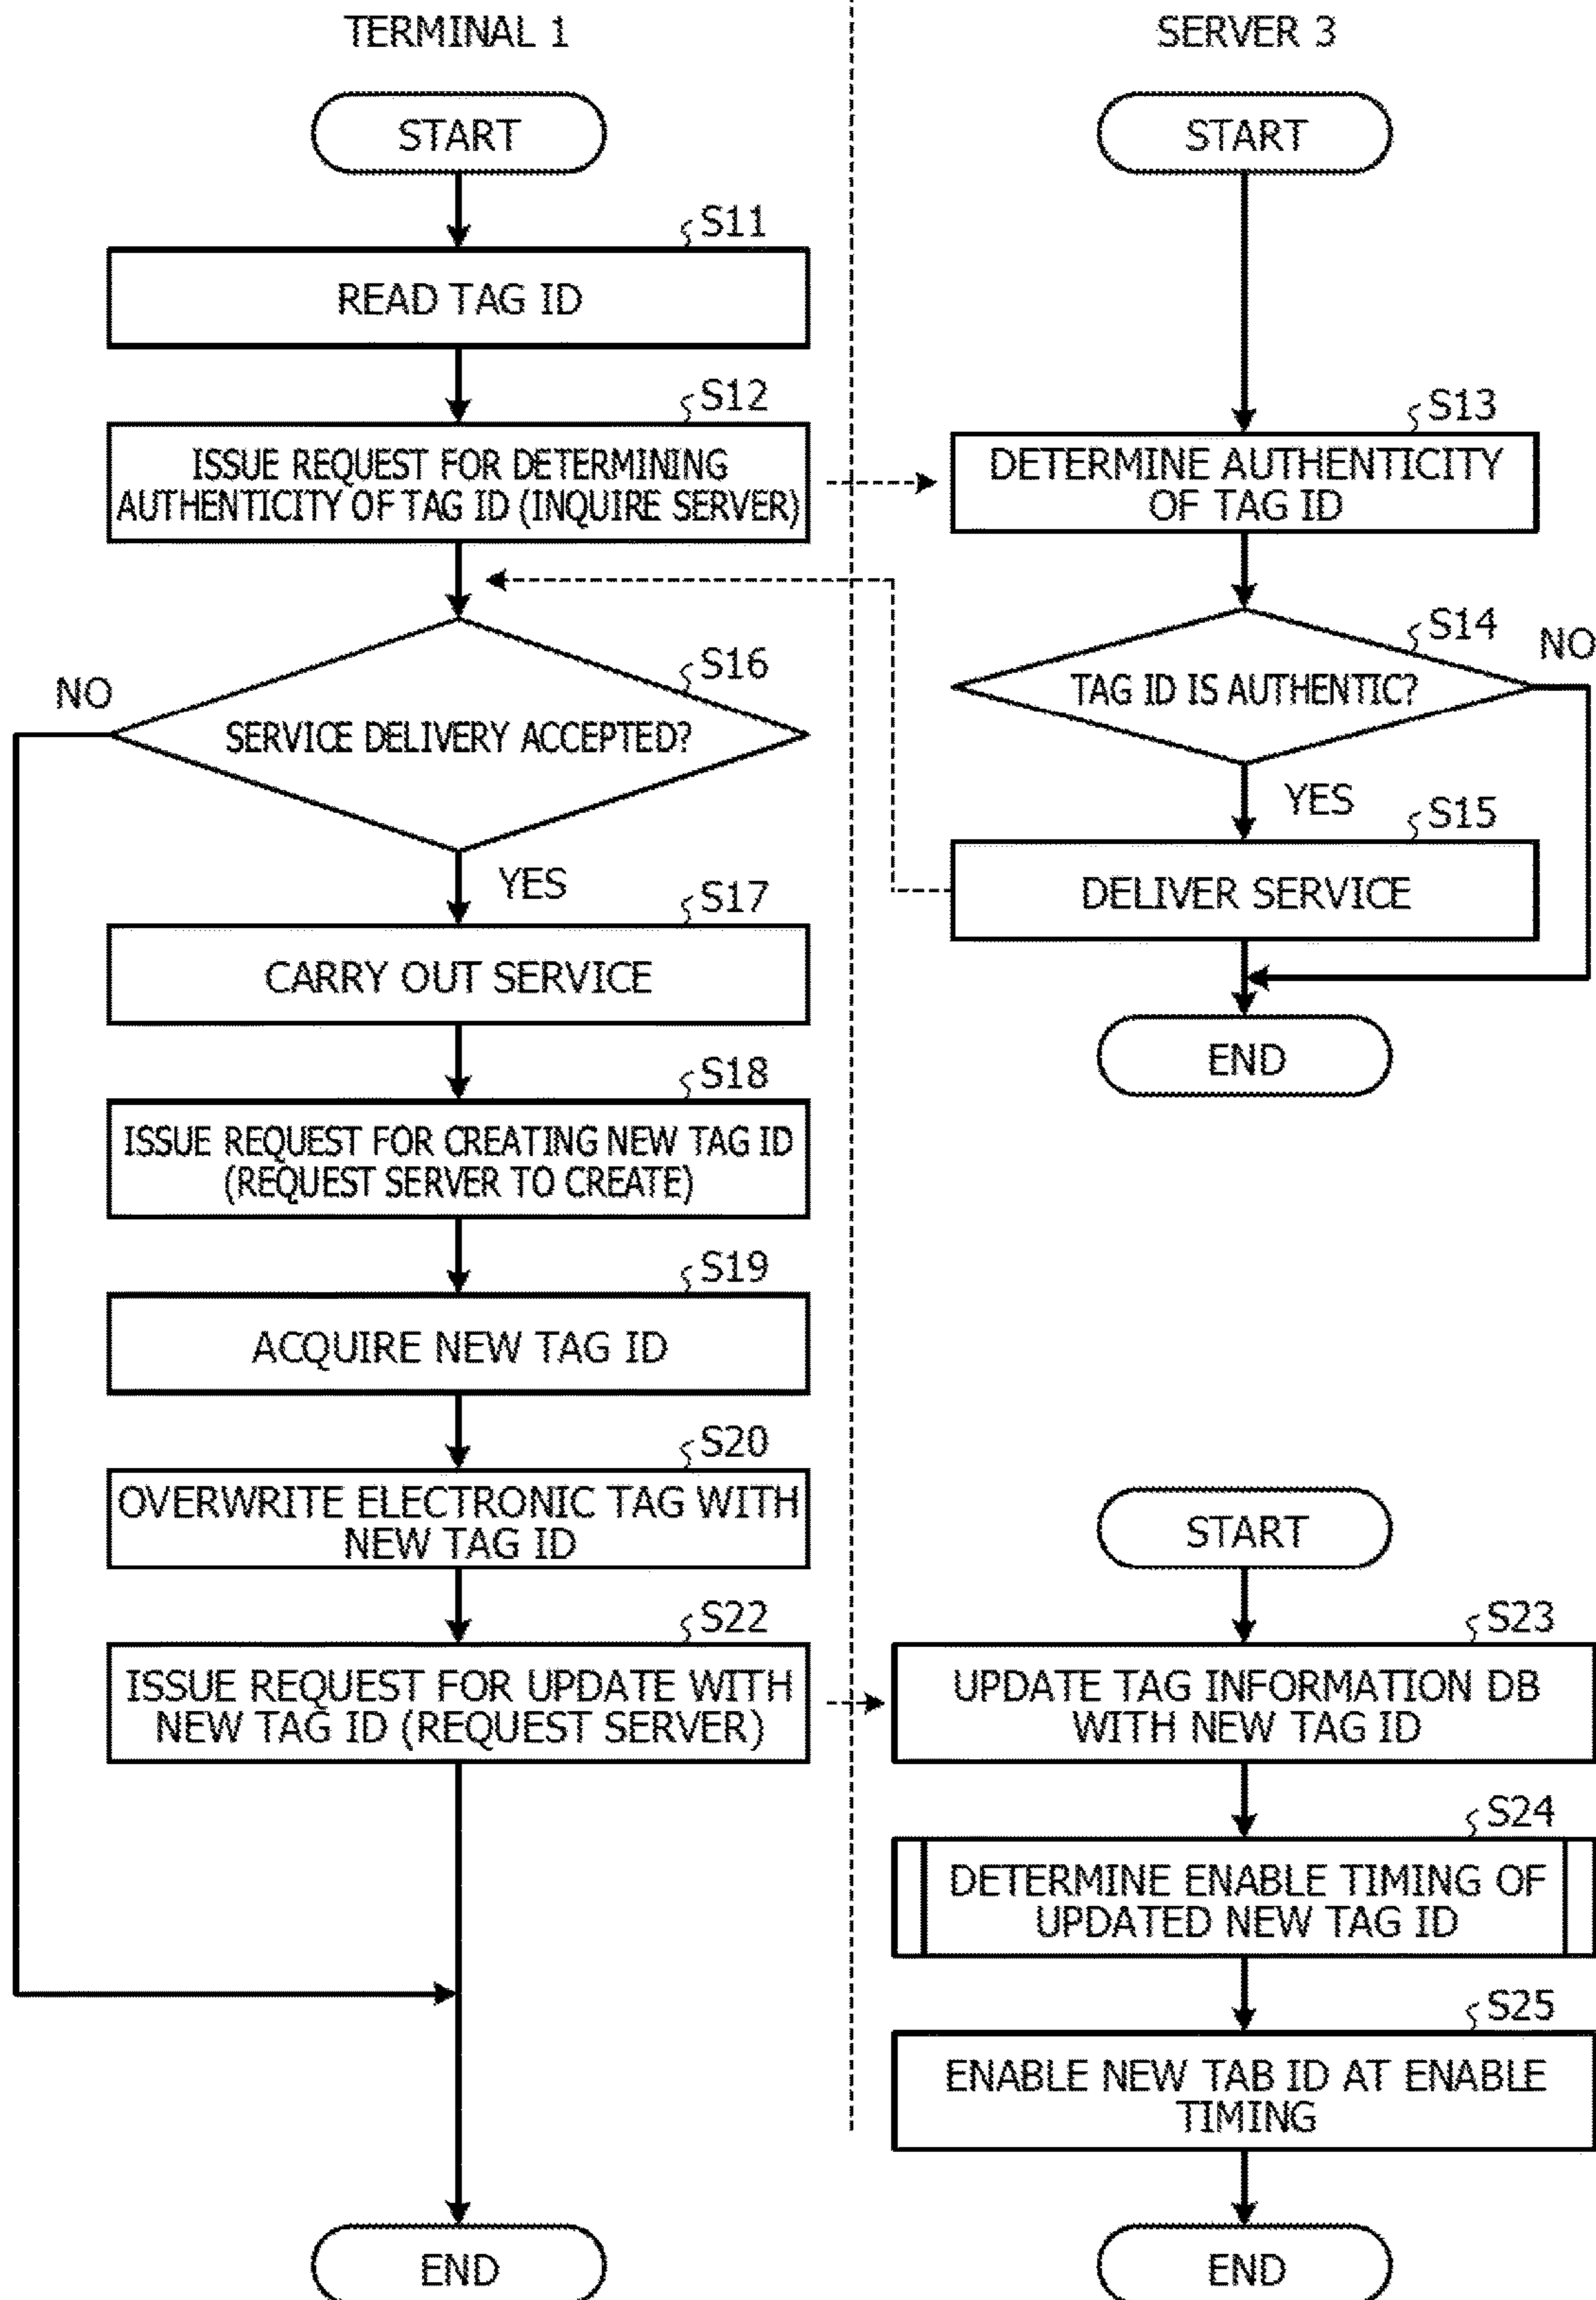 TERMINAL 1
START
S11
READ TAG ID
S12
ISSUE REQUEST FOR DETERMINING
AUTHENTICITY OF TAG ID (INQUIRE SERVER)
S16
NO
SERVICE DELIVERY ACCEPTED?
YES
S17
CARRY OUT SERVICE
S18
ISSUE REQUEST FOR CREATING NEW TAG ID
(REQUEST SERVER TO CREATE)
S19
ACQUIRE NEW TAG ID
S20
OVERWRITE ELECTRONIC TAG WITH
NEW TAG ID
S22
ISSUE REQUEST FOR UPDATE WITH
NEW TAG ID (REQUEST SERVER)
END
SERVER 3
START
S13
DETERMINE AUTHENTICITY
OF TAG ID
S14
NO
TAG ID IS AUTHENTIC?
YES
S15
DELIVER SERVICE
END
START
S23
UPDATE TAG INFORMATION DB
WITH NEW TAG ID
S24
DETERMINE ENABLE TIMING OF
UPDATED NEW TAG ID
S25
ENABLE NEW TAB ID AT ENABLE
TIMING
END